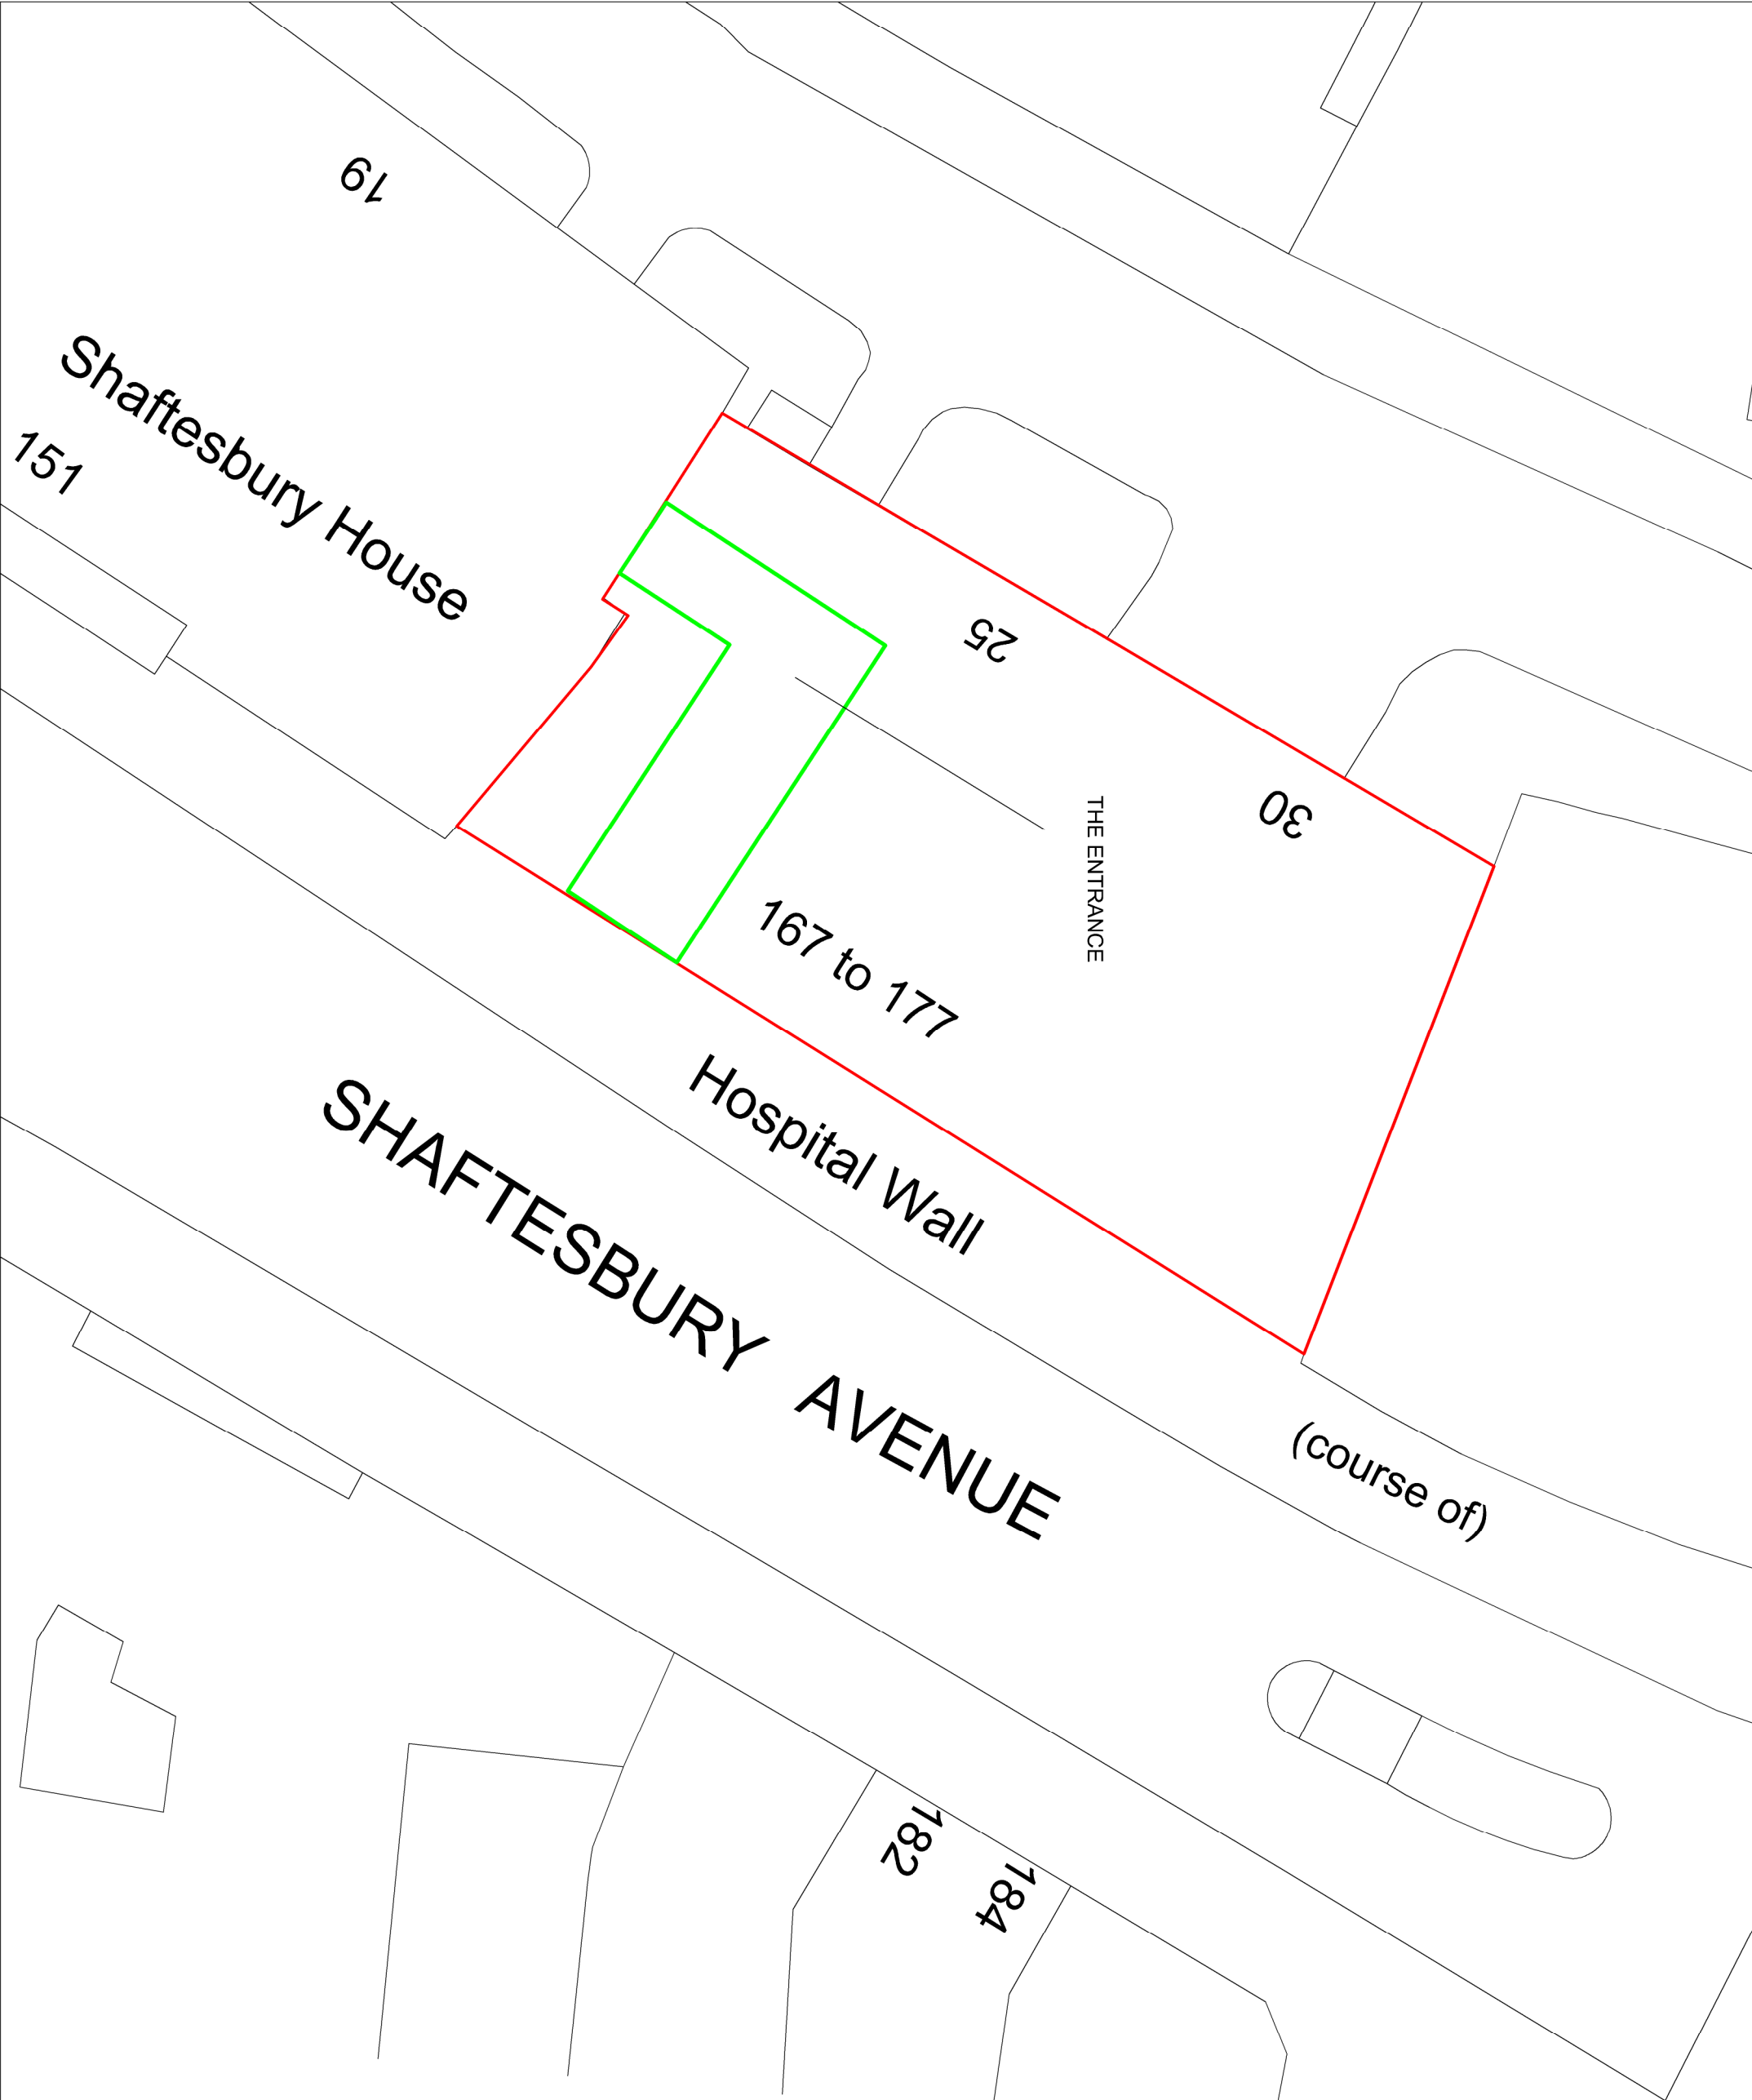 19
Shaftesbury House
151
25
30
THE ENTRANCE
167 to 177
Hospital Wall
SHAFTESBURY AVENUE
(course of)
182
184